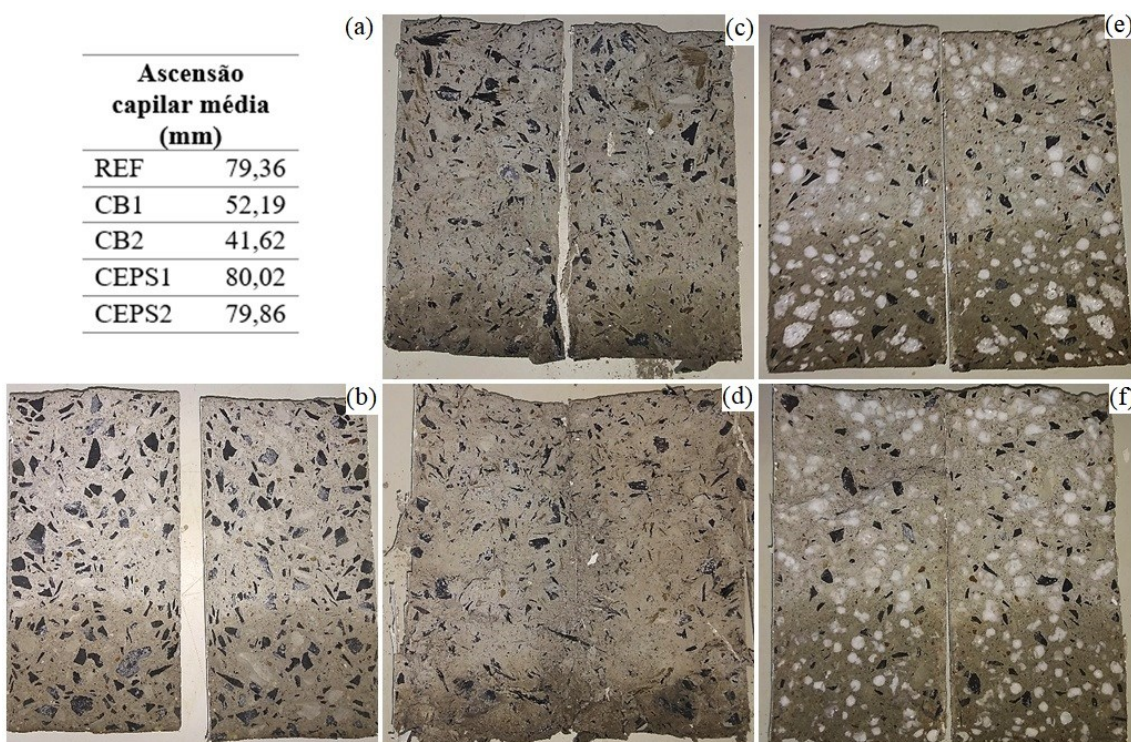 (a)
Ascensão
capilar média
(mm)
REF 79,36
CB1 52,19
CB2 41,62
CEPS1 80,02
CEPS2 79,86
(c)
(e)
(b)
(d)
(f)